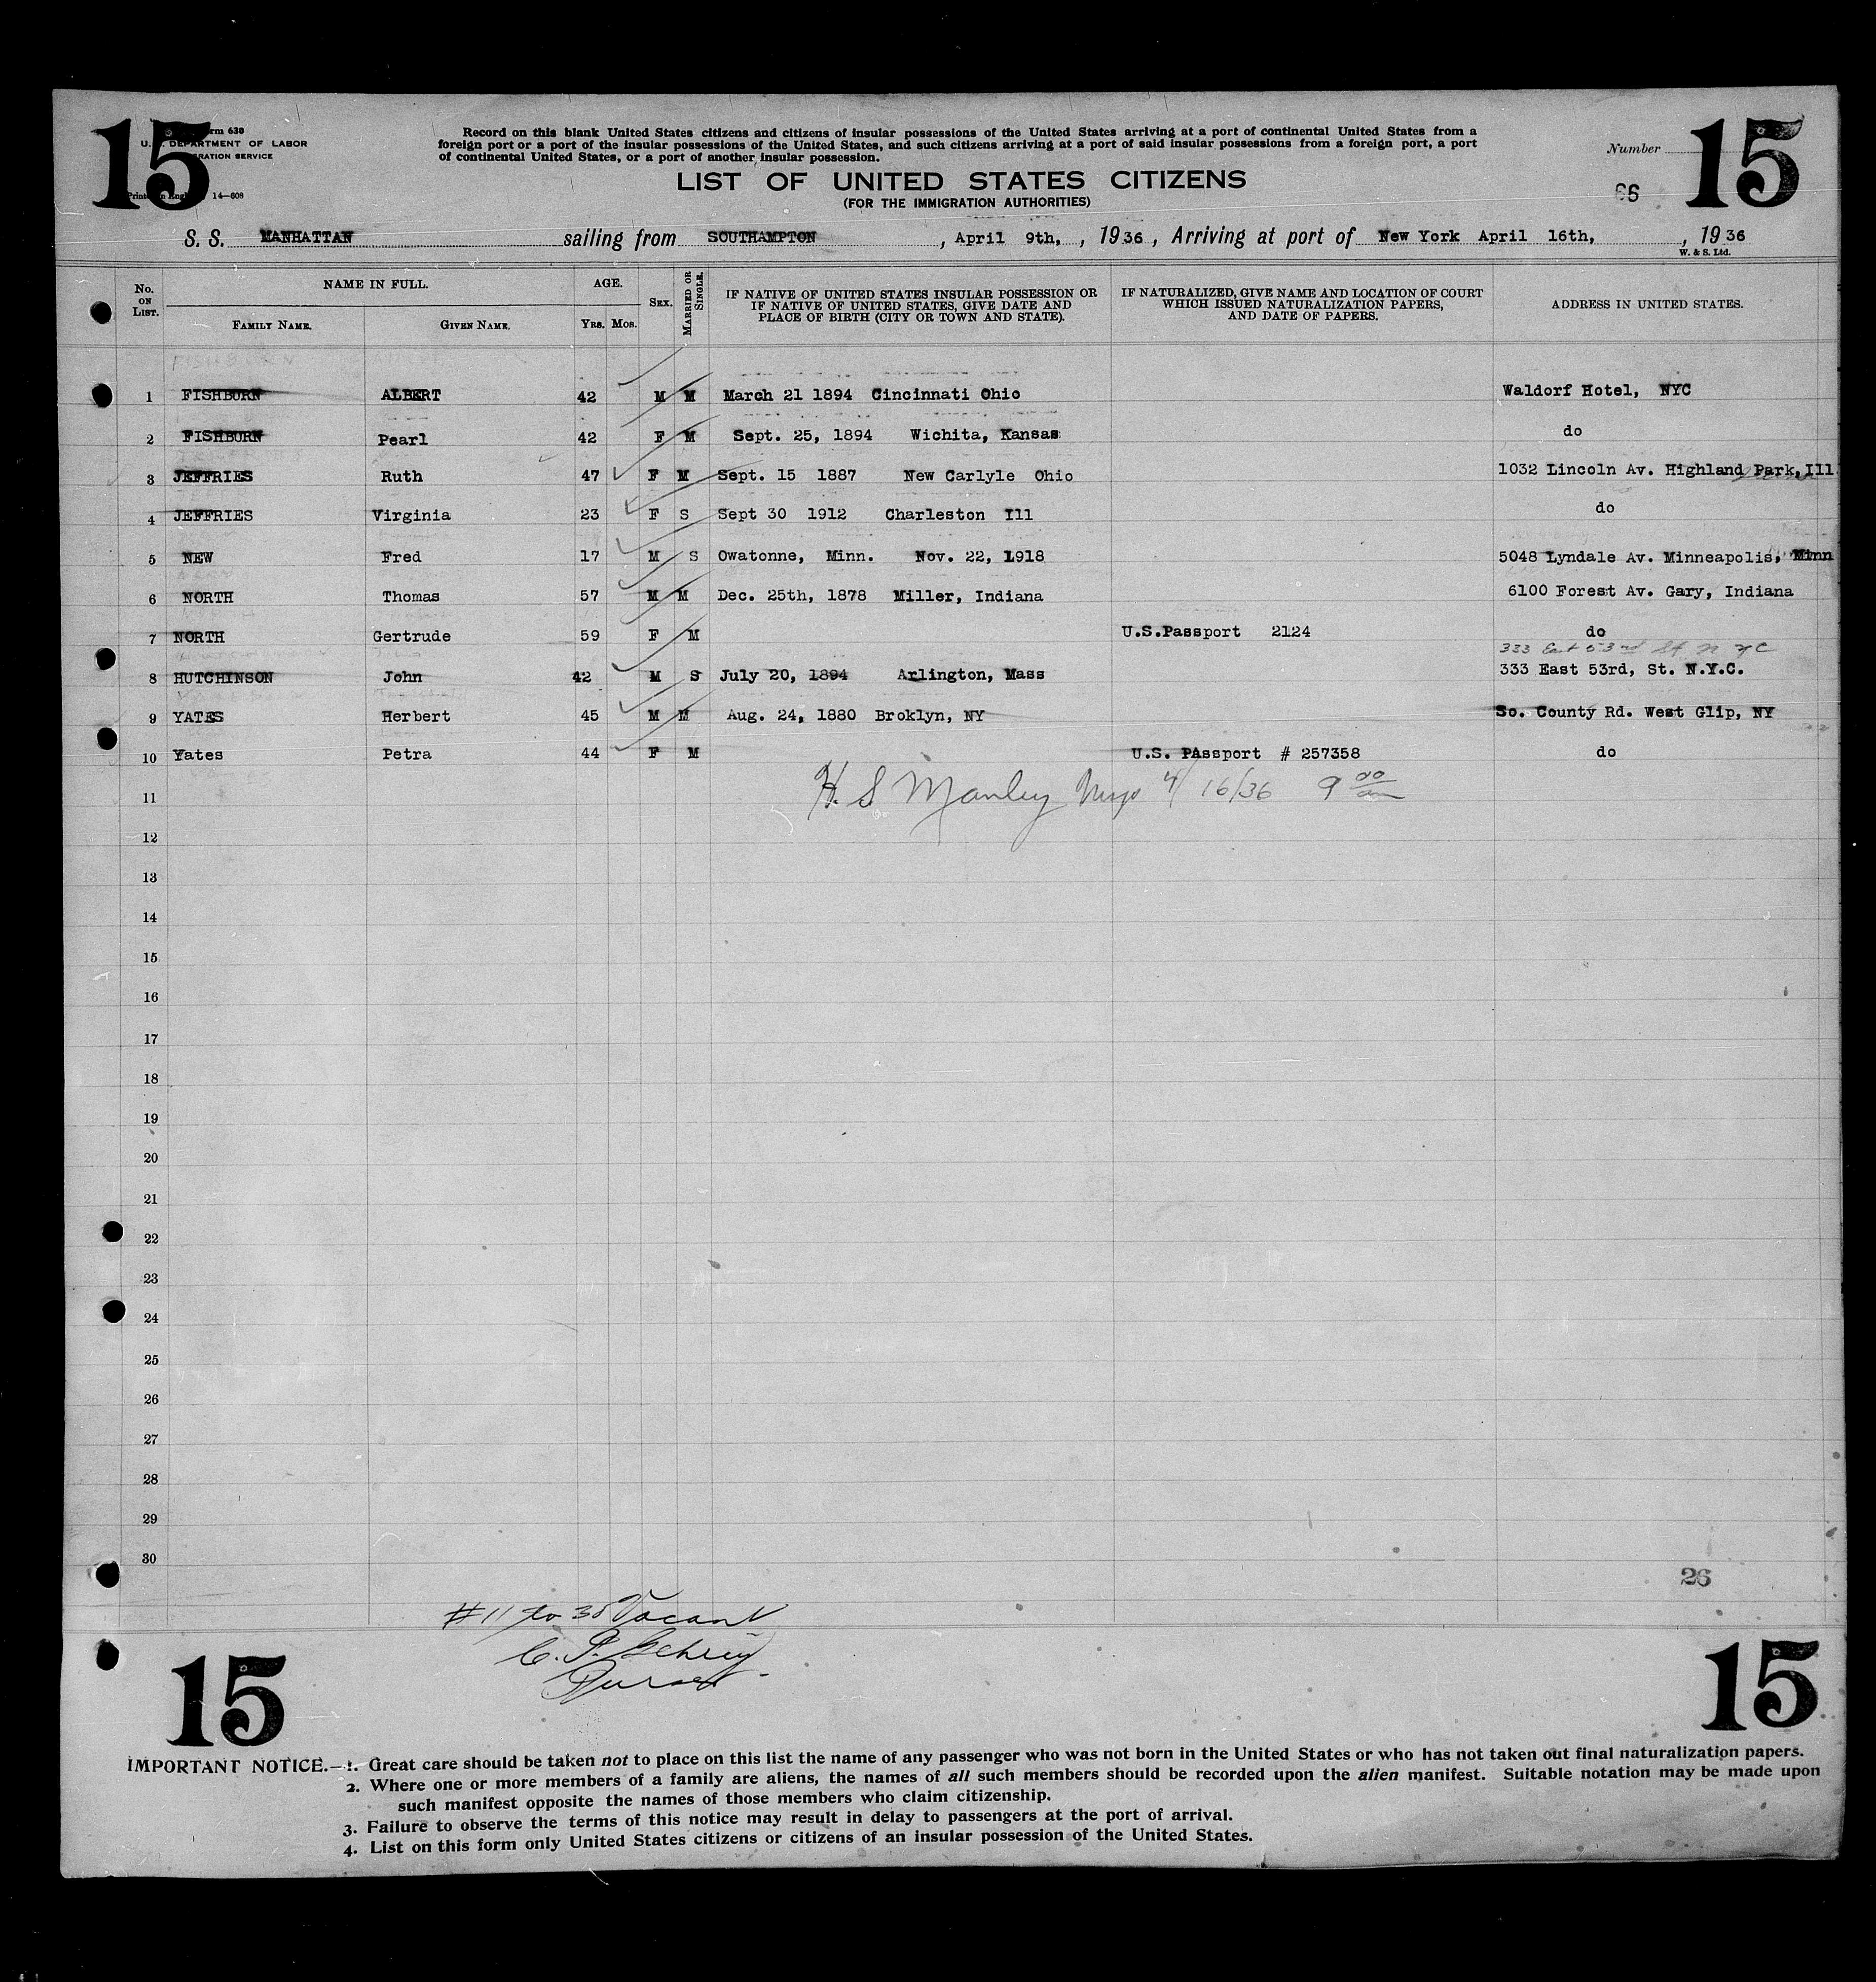 15
rm 630
U. DEPARTMENT OF LABOR
RATION SERVICE
14—608
Record on this blank United States citizens and citizens of insular possessions of the United States arriving at a port of continental United States from a
foreign port or a port of the insular possessions of the United States, and such citizens arriving at a port of said insular possessions from a foreign port, a port
of continental United States, or a port of another insular possession.
LIST OF UNITED STATES CITIZENS
(FOR THE IMMIGRATION AUTHORITIES)
Number
66
15
S. S. MANHATTAN sailing from SOUTHAMPTON , April 9th, , 1936, Arriving at port of New York April 16th, , 1936
W. & S. Ltd.
No. ON LIST. NAME IN FULL. FAMILY NAME. GIVEN NAME. AGE. YRS. MOS. SEX. MARRIED OR SINGLE. IF NATIVE OF UNITED STATES INSULAR POSSESSION OR IF NATIVE OF UNITED STATES, GIVE DATE AND PLACE OF BIRTH (CITY OR TOWN AND STATE). IF NATURALIZED, GIVE NAME AND LOCATION OF COURT WHICH ISSUED NATURALIZATION PAPERS, AND DATE OF PAPERS. ADDRESS IN UNITED STATES.
1 FISHBURN ALBERT 42 M M March 21 1894 Cincinnati Ohio Waldorf Hotel, NYC
2 FISHBURN Pearl 42 F M Sept. 25, 1894 Wichita, Kansas do
3 JEFFRIES Ruth 47 F M Sept. 15 1887 New Carlyle Ohio 1032 Lincoln Av. Highland Park, Ill
4 JEFFRIES Virginia 23 F S Sept 30 1912 Charleston Ill do
5 NEW Fred 17 M S Owatonne, Minn. Nov. 22, 1918 5048 Lyndale Av. Minneapolis, Minn
6 NORTH Thomas 57 M M Dec. 25th, 1878 Miller, Indiana 6100 Forest Av. Gary, Indiana
7 NORTH Gertrude 59 F M U.S.Passport 2124 do
333 East 53rd St N Y C
8 HUTCHINSON John 42 M S July 20, 1894 Arlington, Mass 333 East 53rd, St. N.Y.C.
9 YATES Herbert 45 M M Aug. 24, 1880 Broklyn, NY So. County Rd. West Glip, NY
10 Yates Petra 44 F M U.S. PAssport # 257358 do
H. S Manley 4/16/36 9 00 am
11
12
13
14
15
16
17
18
19
20
21
22
23
24
25
26
27
28
29
30
26
#11 to 30 Vacant
Purser
15
15
IMPORTANT NOTICE.—1. Great care should be taken not to place on this list the name of any passenger who was not born in the United States or who has not taken out final naturalization papers.
2. Where one or more members of a family are aliens, the names of all such members should be recorded upon the alien manifest. Suitable notation may be made upon
such manifest opposite the names of those members who claim citizenship.
3. Failure to observe the terms of this notice may result in delay to passengers at the port of arrival.
4. List on this form only United States citizens or citizens of an insular possession of the United States.